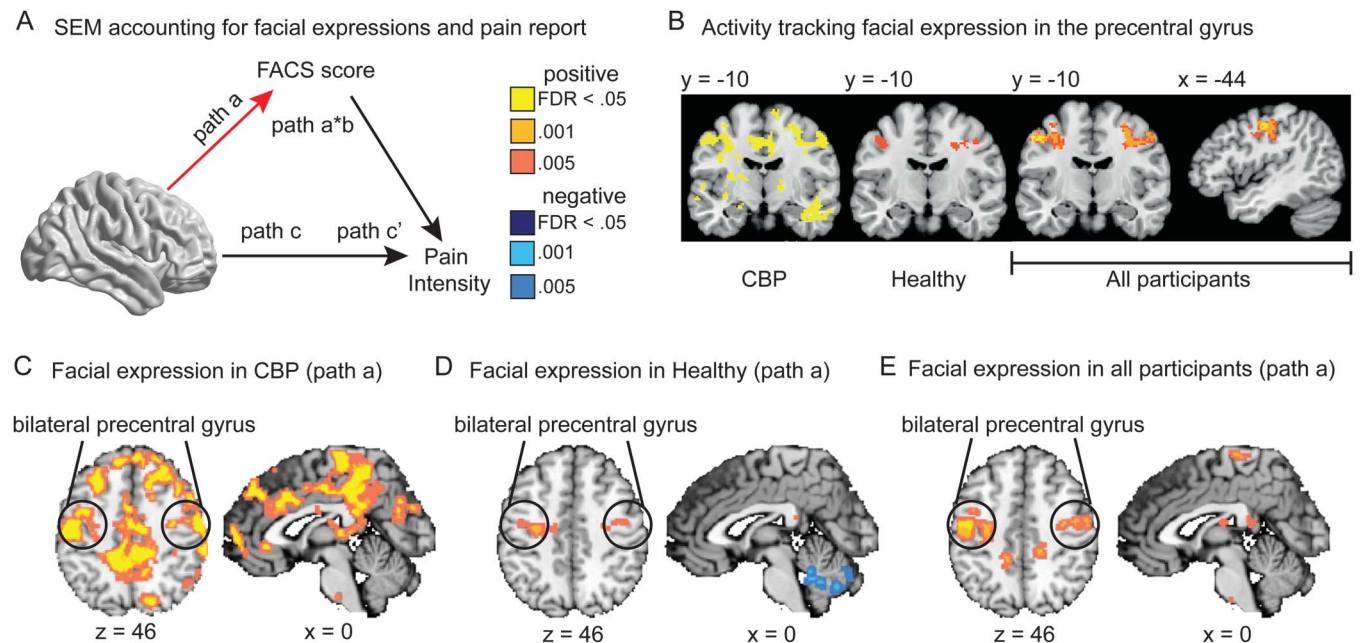 A SEM accounting for facial expressions and pain report
FACS score
path a
path a*b
path c
path c'
Pain
Intensity
positive
FDR < .05
.001
.005
negative
FDR < .05
.001
.005
B Activity tracking facial expression in the precentral gyrus
y = -10
y = -10
y = -10
x = -44
CBP
Healthy
All participants
C Facial expression in CBP (path a)
bilateral precentral gyrus
z = 46
x = 0
D Facial expression in Healthy (path a)
bilateral precentral gyrus
z = 46
x = 0
E Facial expression in all participants (path a)
bilateral precentral gyrus
z = 46
x = 0